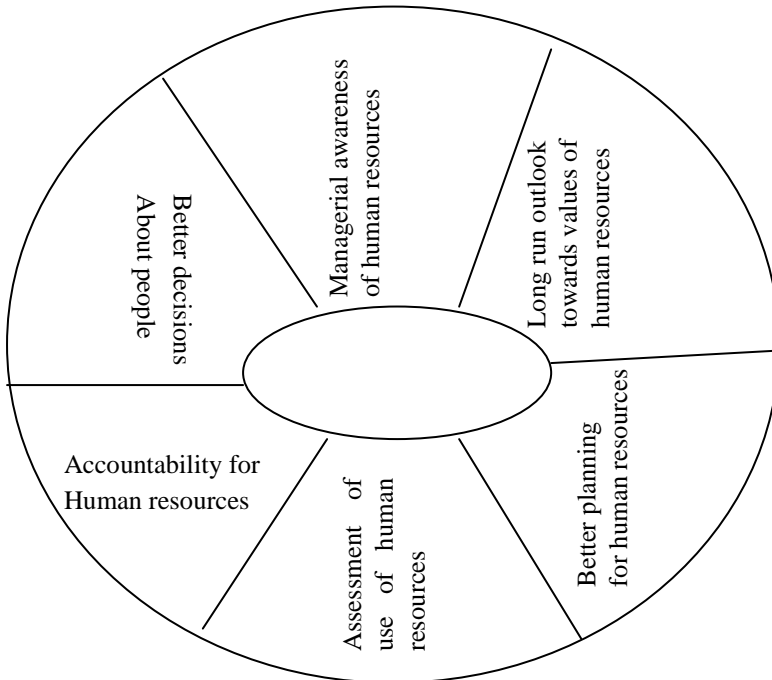 Managerial awareness
of human resources
Long run outlook
towards values of
human resources
Better planning
for human resources
Assessment of
use of human
resources
Accountability for
Human resources
Better decisions
About people